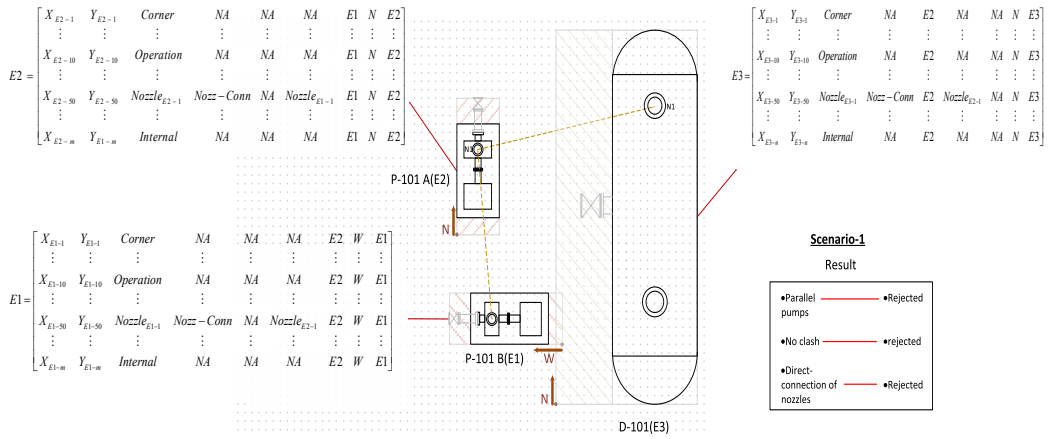 X_{E2-1} Y_{E2-1} Corner NA NA NA E1 N E2
⋮ ⋮ ⋮ ⋮ ⋮ ⋮ ⋮ ⋮ ⋮
X_{E2-10} Y_{E2-10} Operation NA NA NA E1 N E2
E2 =
⋮ ⋮ ⋮ ⋮ ⋮ ⋮ ⋮ ⋮ ⋮
X_{E2-50} Y_{E2-50} Nozzle_{E2-1} Nozz-Conn NA Nozzle_{E1-1} E1 N E2
⋮ ⋮ ⋮ ⋮ ⋮ ⋮ ⋮ ⋮ ⋮
X_{E2-m} Y_{E1-m} Internal NA NA NA E1 N E2
X_{E3-1} Y_{E3-1} Corner NA E2 NA NA N E3
⋮ ⋮ ⋮ ⋮ ⋮ ⋮ ⋮ ⋮ ⋮
X_{E3-10} Y_{E3-10} Operation NA E2 NA NA N E3
E3=
⋮ ⋮ ⋮ ⋮ ⋮ ⋮ ⋮ ⋮ ⋮
X_{E3-50} Y_{E3-50} Nozzle_{E3-1} Nozz-Conn E2 Nozzle_{E2-1} NA N E3
⋮ ⋮ ⋮ ⋮ ⋮ ⋮ ⋮ ⋮ ⋮
Internal NA E2 NA NA N E3
N1
N1
P-101 A(E2)
N
X_{E1-1} Y_{E1-1} Corner NA NA NA E2 W E1
⋮ ⋮ ⋮ ⋮ ⋮ ⋮ ⋮ ⋮ ⋮
X_{E1-10} Y_{E1-10} Operation NA NA NA E2 W E1
E1=
⋮ ⋮ ⋮ ⋮ ⋮ ⋮ ⋮ ⋮ ⋮
X_{E1-50} Y_{E1-50} Nozzle_{E1-1} Nozz-Conn NA Nozzle_{E2-1} E2 W E1
⋮ ⋮ ⋮ ⋮ ⋮ ⋮ ⋮ ⋮ ⋮
X_{E1-m} Y_{E1-m} Internal NA NA NA E2 W E1
P-101 B(E1)
W
N
D-101(E3)
Scenario-1
Result
•Parallel •Rejected
pumps
•No clash •rejected
•Direct-
connection of •Rejected
nozzles